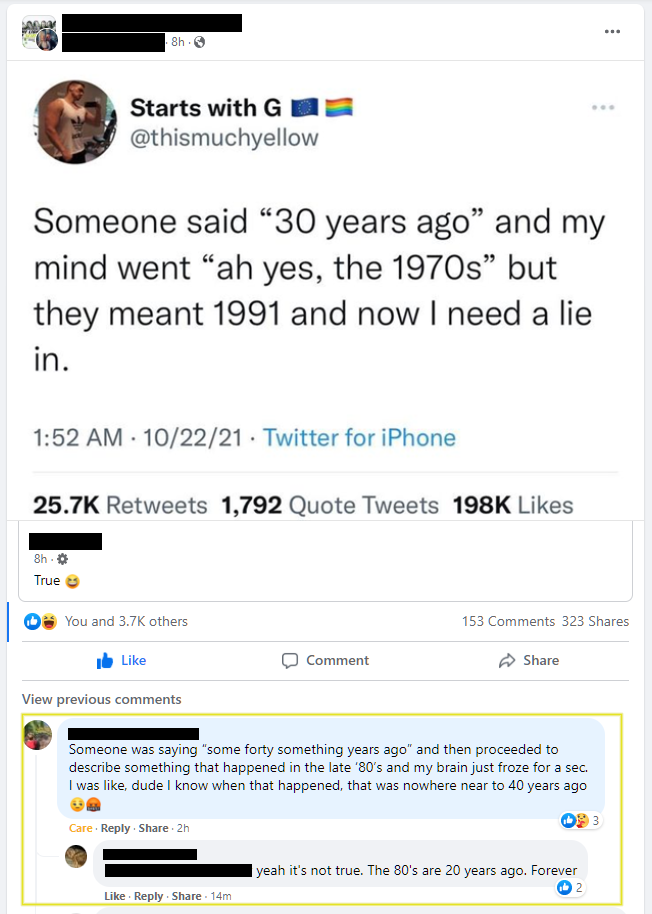 8h ·
Starts with G
@thismuchyellow
Someone said “30 years ago” and my
mind went “ah yes, the 1970s” but
they meant 1991 and now I need a lie
in.
1:52 AM · 10/22/21 · Twitter for iPhone
25.7K Retweets 1,792 Quote Tweets 198K Likes
8h ·
True
You and 3.7K others
153 Comments 323 Shares
Like
Comment
Share
View previous comments
Someone was saying “some forty something years ago” and then proceeded to
describe something that happened in the late ‘80’s and my brain just froze for a sec.
I was like, dude I know when that happened, that was nowhere near to 40 years ago
3
Care · Reply · Share · 2h
yeah it's not true. The 80's are 20 years ago. Forever
2
Like · Reply · Share · 14m